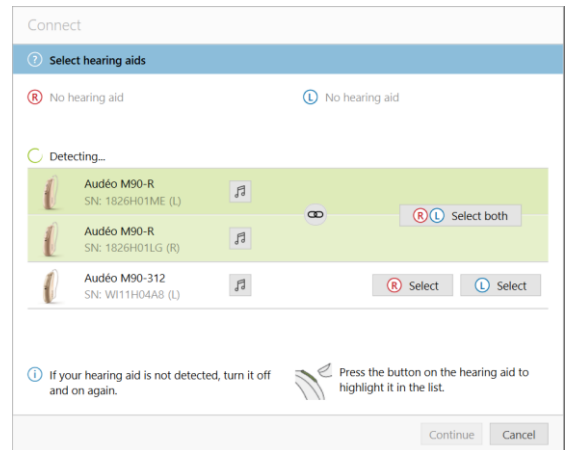 Connect
? Select hearing aids
R No hearing aid
L No hearing aid
Detecting...
Audéo M90-R
SN: 1826H01ME (L)
R L Select both
Audéo M90-R
SN: 1826H01LG (R)
Audéo M90-312
SN: WI11H04A8 (L)
R Select
L Select
i If your hearing aid is not detected, turn it off
and on again.
Press the button on the hearing aid to
highlight it in the list.
Continue
Cancel